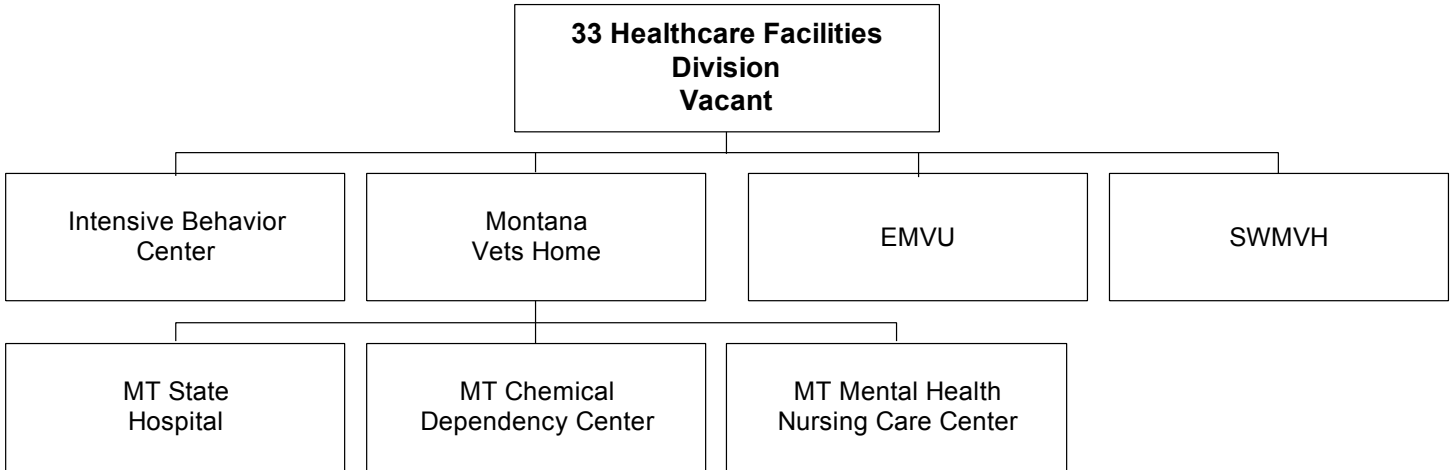 33 Healthcare Facilities
Division
Vacant
Intensive Behavior
Center
Montana
Vets Home
EMVU
SWMVH
MT State
Hospital
MT Chemical
Dependency Center
MT Mental Health
Nursing Care Center